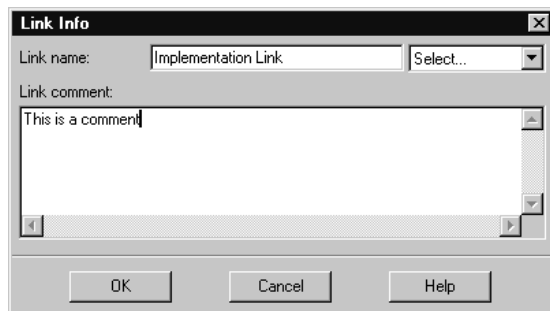 Link Info
Link name: Implementation Link Select...
Link comment:
This is a comment
OK Cancel Help